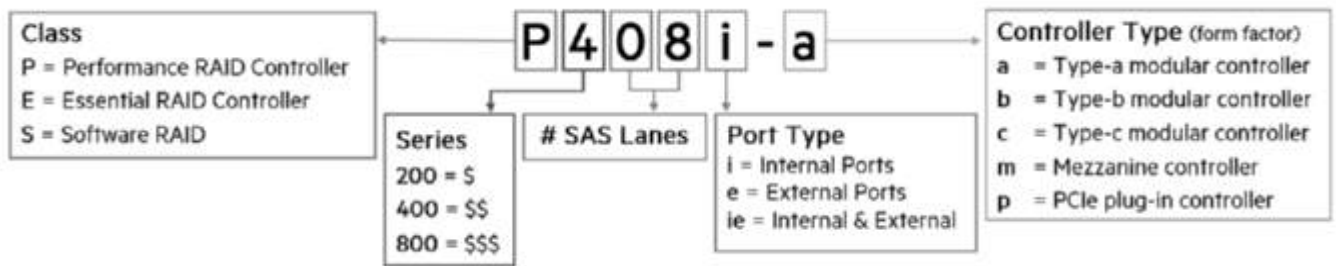 P408i-a
Class
P = Performance RAID Controller
E = Essential RAID Controller
S = Software RAID
Series
200 = $
400 = $$
800 = $$$
# SAS Lanes
Port Type
i = Internal Ports
e = External Ports
ie = Internal & External
Controller Type (form factor)
a = Type-a modular controller
b = Type-b modular controller
c = Type-c modular controller
m = Mezzanine controller
p = PCIe plug-in controller